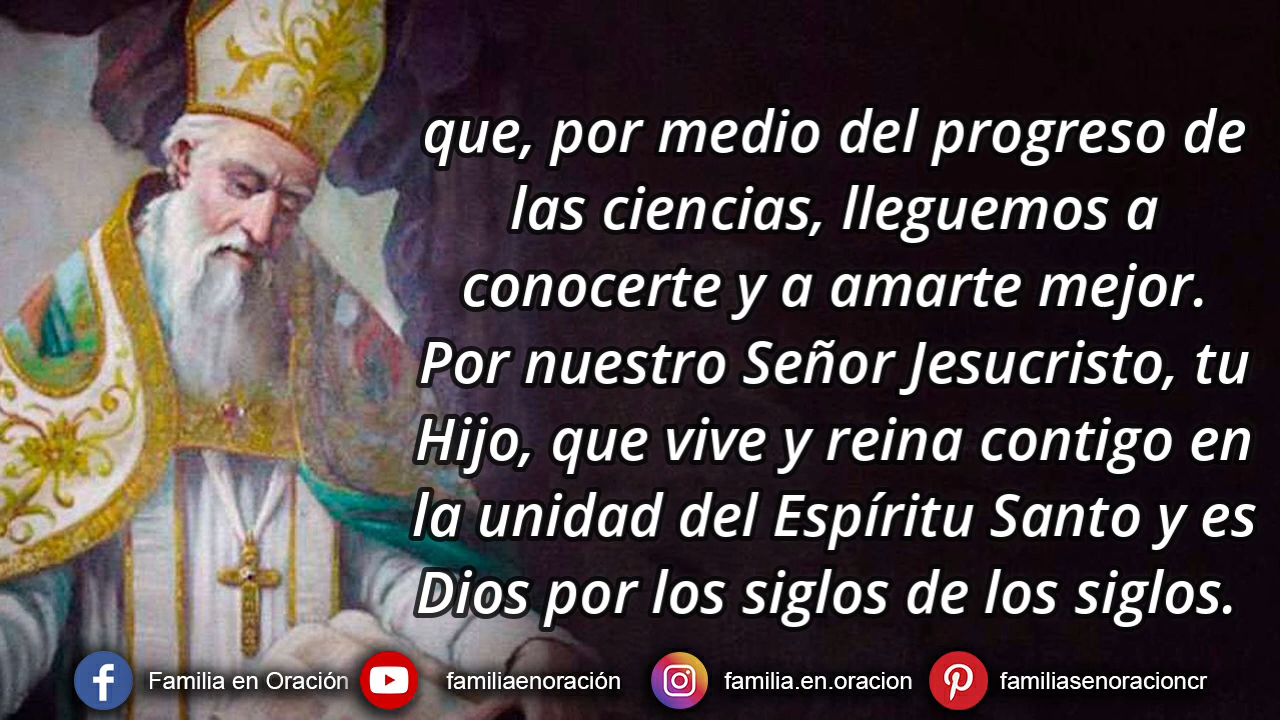 que, por medio del progreso de
las ciencias, lleguemos a
conocerte y a amarte mejor.
Por nuestro Señor Jesucristo, tu
Hijo, que vive y reina contigo en
la unidad del Espíritu Santo y es
Dios por los siglos de los siglos.
Familia en Oración familiaenoración familia.en.oracion familiasenoracioncr